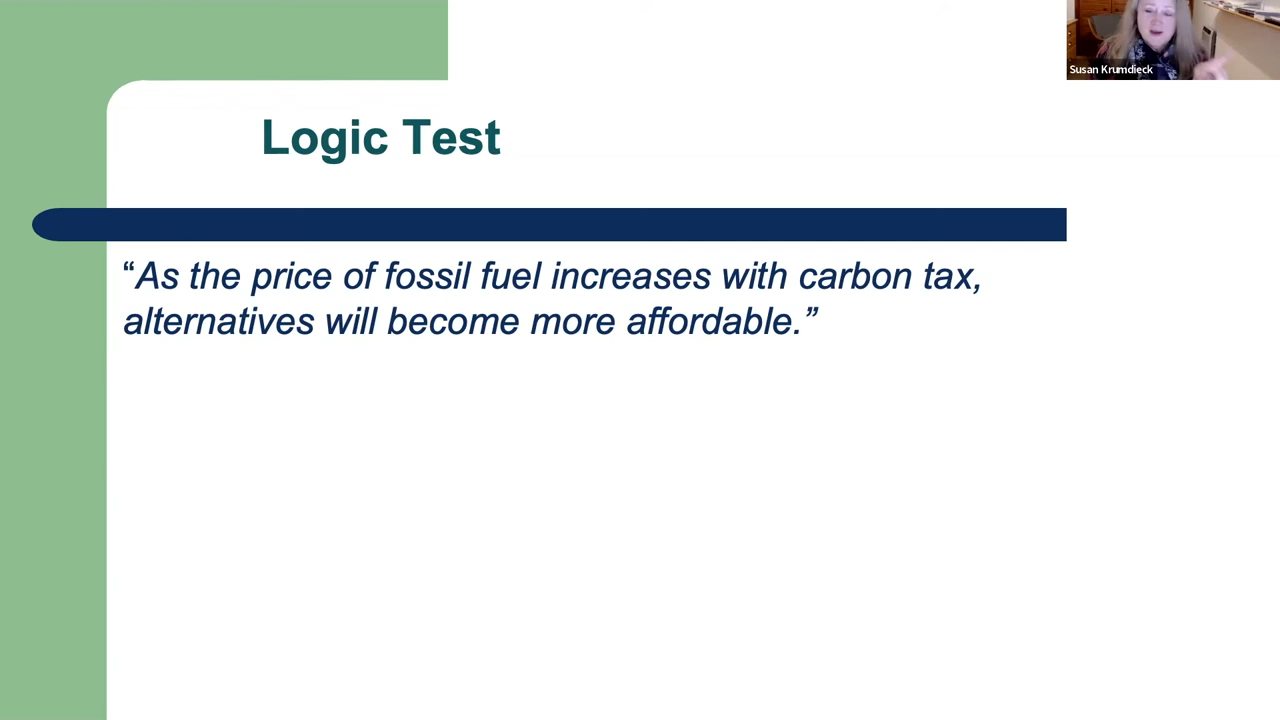 Susan Krumdieck
Logic Test
“As the price of fossil fuel increases with carbon tax,
alternatives will become more affordable.”